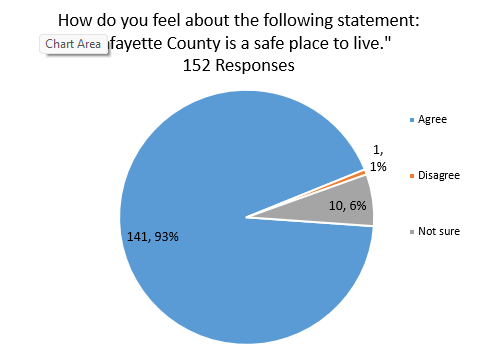 How do you feel about the following statement:
Chart Area
afayette County is a safe place to live."
152 Responses
Agree
1,
1%
Disagree
10, 6%
141, 93%
Not sure